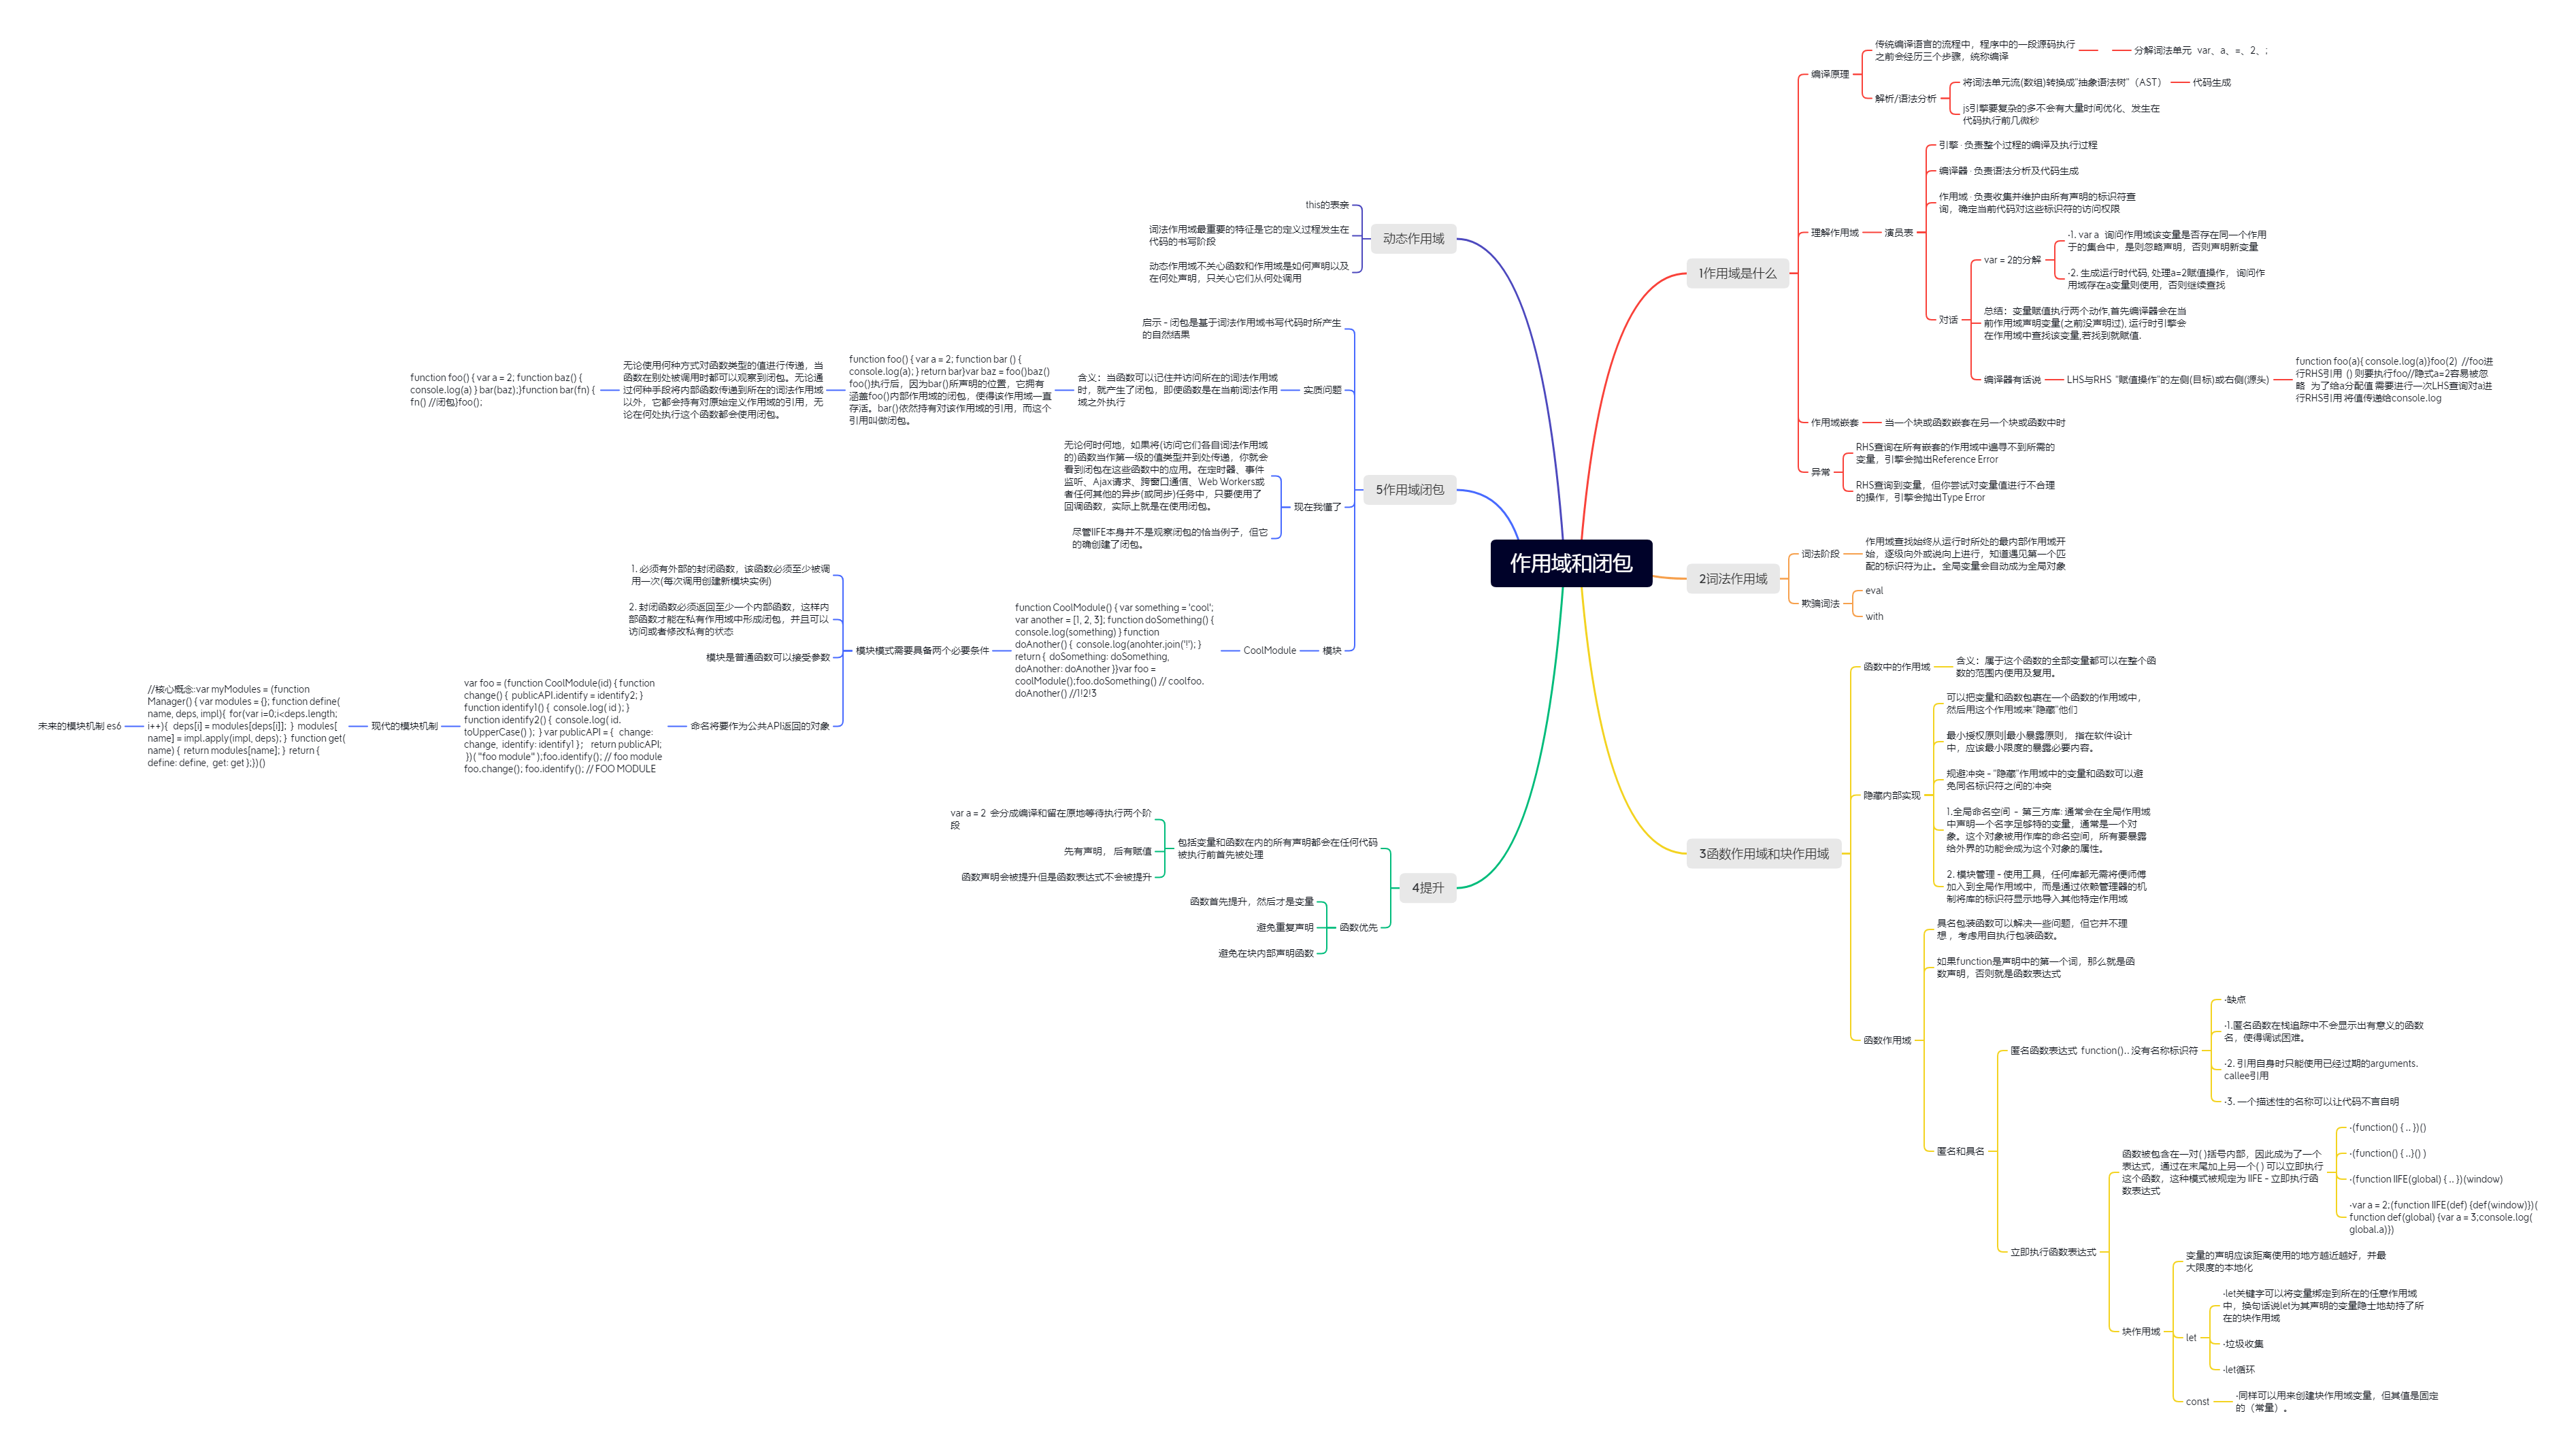 作用域和闭包
1作用域是什么
编译原理
传统编译语言的流程中，程序中的一段源码执行
之前会经历三个步骤，统称编译
分解词法单元 var、a、=、2、;
解析/语法分析
将词法单元流(数组)转换成“抽象语法树”（AST）
代码生成
js引擎要复杂的多不会有大量时间优化、发生在
代码执行前几微秒
理解作用域
演员表
引擎 · 负责整个过程的编译及执行过程
编译器 · 负责语法分析及代码生成
作用域 · 负责收集并维护由所有声明的标识符查
询，确定当前代码对这些标识符的访问权限
对话
var = 2的分解
·1. var a 询问作用域该变量是否存在同一个作用
于的集合中，是则忽略声明，否则声明新变量
·2. 生成运行时代码, 处理a=2赋值操作， 询问作
用域存在a变量则使用，否则继续查找
总结：变量赋值执行两个动作,首先编译器会在当
前作用域声明变量(之前没声明过), 运行时引擎会
在作用域中查找该变量,若找到就赋值.
编译器有话说
LHS与RHS “赋值操作”的左侧(目标)或右侧(源头)
function foo(a){ console.log(a)}foo(2) //foo进
行RHS引用 () 则要执行foo//隐式a=2容易被忽
略 为了给a分配值 需要进行一次LHS查询对a进
行RHS引用 将值传递给console.log
作用域嵌套
当一个块或函数嵌套在另一个块或函数中时
异常
RHS查询在所有嵌套的作用域中遍寻不到所需的
变量，引擎会抛出Reference Error
RHS查询到变量，但你尝试对变量值进行不合理
的操作，引擎会抛出Type Error
2词法作用域
词法阶段
作用域查找始终从运行时所处的最内部作用域开
始，逐级向外或说向上进行，知道遇见第一个匹
配的标识符为止。全局变量会自动成为全局对象
欺骗词法
eval
with
3函数作用域和块作用域
函数中的作用域
含义：属于这个函数的全部变量都可以在整个函
数的范围内使用及复用。
隐藏内部实现
可以把变量和函数包裹在一个函数的作用域中，
然后用这个作用域来“隐藏”他们
最小授权原则|最小暴露原则， 指在软件设计
中，应该最小限度的暴露必要内容。
规避冲突 - “隐藏”作用域中的变量和函数可以避
免同名标识符之间的冲突
1.全局命名空间 - 第三方库: 通常会在全局作用域
中声明一个名字足够特的变量，通常是一个对
象。这个对象被用作库的命名空间，所有要暴露
给外界的功能会成为这个对象的属性。
2. 模块管理 - 使用工具，任何库都无需将便师傅
加入到全局作用域中，而是通过依赖管理器的机
制将库的标识符显示地导入其他特定作用域
函数作用域
具名包装函数可以解决一些问题，但它并不理
想 ，考虑用自执行包装函数。
如果function是声明中的第一个词，那么就是函
数声明，否则就是函数表达式
匿名和具名
匿名函数表达式 function().. 没有名称标识符
·缺点
·1.匿名函数在栈追踪中不会显示出有意义的函数
名，使得调试困难。
·2. 引用自身时只能使用已经过期的arguments.
callee引用
·3. 一个描述性的名称可以让代码不言自明
立即执行函数表达式
函数被包含在一对( )括号内部，因此成为了一个
表达式，通过在末尾加上另一个( ) 可以立即执行
这个函数，这种模式被规定为 IIFE - 立即执行函
数表达式
·(function() { .. })()
·(function() { ..}() )
·(function IIFE(global) { .. })(window)
·var a = 2;(function IIFE(def) {def(window)})(
function def(global) {var a = 3;console.log(
global.a)})
块作用域
变量的声明应该距离使用的地方越近越好，并最
大限度的本地化
let
·let关键字可以将变量绑定到所在的任意作用域
中，换句话说let为其声明的变量隐士地劫持了所
在的块作用域
·垃圾收集
·let循环
const
·同样可以用来创建块作用域变量，但其值是固定
的（常量）。
动态作用域
this的表亲
词法作用域最重要的特征是它的定义过程发生在
代码的书写阶段
动态作用域不关心函数和作用域是如何声明以及
在何处声明，只关心它们从何处调用
5作用域闭包
启示 - 闭包是基于词法作用域书写代码时所产生
的自然结果
实质问题
含义：当函数可以记住并访问所在的词法作用域
时，就产生了闭包，即使函数是在当前词法作用
域之外执行
function foo() { var a = 2; function bar () {
console.log(a); } return bar}var baz = foo()baz()
foo()执行后，因为bar()所声明的位置，它拥有
涵盖foo()内部作用域的闭包，使得该作用域一直
存活。bar()依然持有对该作用域的引用，而这个
引用叫做闭包。
无论使用何种方式对函数类型的值进行传递，当
函数在别处被调用时都可以观察到闭包。无论通
过何种手段将内部函数传递到所在的词法作用域
以外，它都会持有对原始定义作用域的引用，无
论在何处执行这个函数都会使用闭包。
function foo() { var a = 2; function baz() {
console.log(a) } bar(baz);}function bar(fn) {
fn() //闭包}foo();
现在我懂了
无论何时何地，如果将(访问它们各自词法作用域
的)函数当作第一级的值类型并到处传递，你就会
看到闭包在这些函数中的应用。在定时器、事件
监听、Ajax请求、跨窗口通信、Web Workers或
者任何其他的异步(或同步)任务中，只要使用了
回调函数，实际上就是在使用闭包。
尽管IIFE本身并不是观察闭包的恰当例子，但它
的确创建了闭包。
模块
CoolModule
function CoolModule() { var something = 'cool';
var another = [1, 2, 3]; function doSomething() {
console.log(something) } function
doAnother() { console.log(anohter.join('!'); }
return { doSomething: doSomething,
doAnother: doAnother }}var foo =
coolModule();foo.doSomething() // coolfoo.
doAnother() //1!2!3
模块模式需要具备两个必要条件
1. 必须有外部的封闭函数，该函数必须至少被调
用一次(每次调用创建新模块实例)
2. 封闭函数必须返回至少一个内部函数，这样内
部函数才能在私有作用域中形成闭包，并且可以
访问或者修改私有的状态
模块是普通函数可以接受参数
命名将要作为公共API返回的对象
var foo = (function CoolModule(id) { function
change() { publicAPI.identify = identify2; }
function identify1() { console.log( id ); }
function identify2() { console.log( id.
toUpperCase() ); } var publicAPI = { change:
change, identify: identify1 }; return publicAPI;
})( "foo module" );foo.identify(); // foo module
foo.change(); foo.identify(); // FOO MODULE
现代的模块机制
//核心概念::var myModules = (function
Manager() { var modules = {}; function define(
name, deps, impl){ for(var i=0;i<deps.length;
i++){ deps[i] = modules[deps[i]]; } modules[
name] = impl.apply(impl, deps); } function get(
name) { return modules[name]; } return {
define: define, get: get };})()
未来的模块机制 es6
4提升
包括变量和函数在内的所有声明都会在任何代码
被执行前首先被处理
var a = 2 会分成编译和留在原地等待执行两个阶
段
先有声明， 后有赋值
函数声明会被提升但是函数表达式不会被提升
函数优先
函数首先提升，然后才是变量
避免重复声明
避免在块内部声明函数